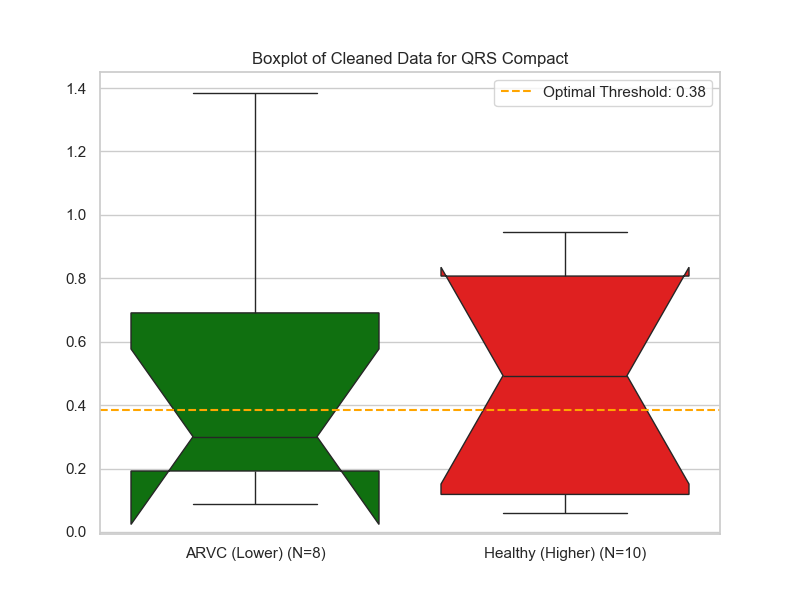 Boxplot of Cleaned Data for QRS Compact
Optimal Threshold: 0.38
1.4
1.2
1.0
0.8
0.6
0.4
0.2
0.0
ARVC (Lower) (N=8)
Healthy (Higher) (N=10)